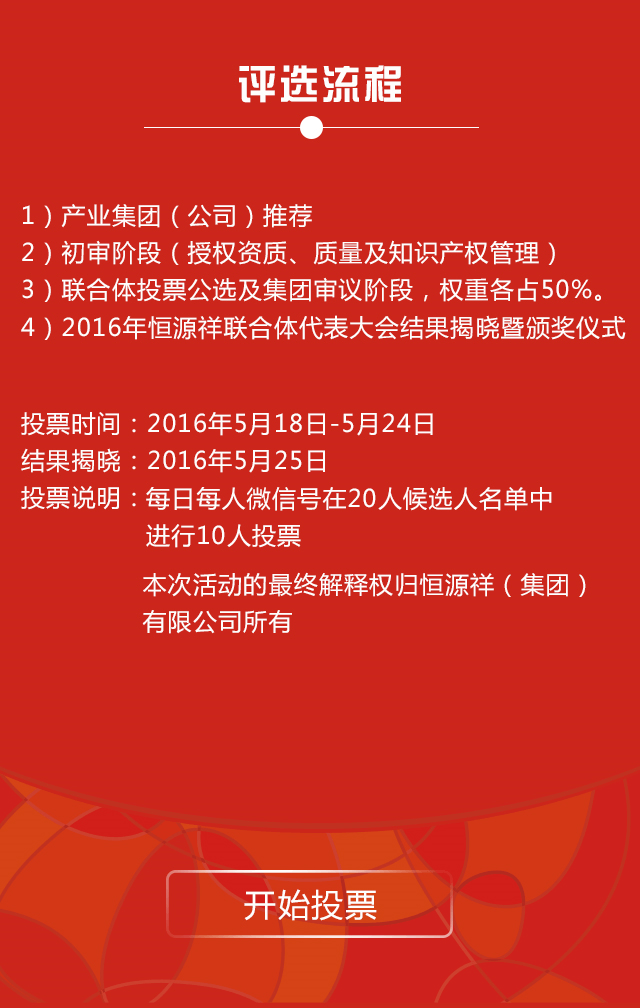 评选流程
1）产业集团（公司）推荐
2）初审阶段（授权资质、质量及知识产权管理）
3）联合体投票公选及集团审议阶段，权重各占50%。
4）2016年恒源祥联合体代表大会结果揭晓暨颁奖仪式
投票时间：2016年5月18日-5月24日
结果揭晓：2016年5月25日
投票说明：每日每人微信号在20人候选人名单中
进行10人投票
本次活动的最终解释权归恒源祥（集团）
有限公司所有
开始投票